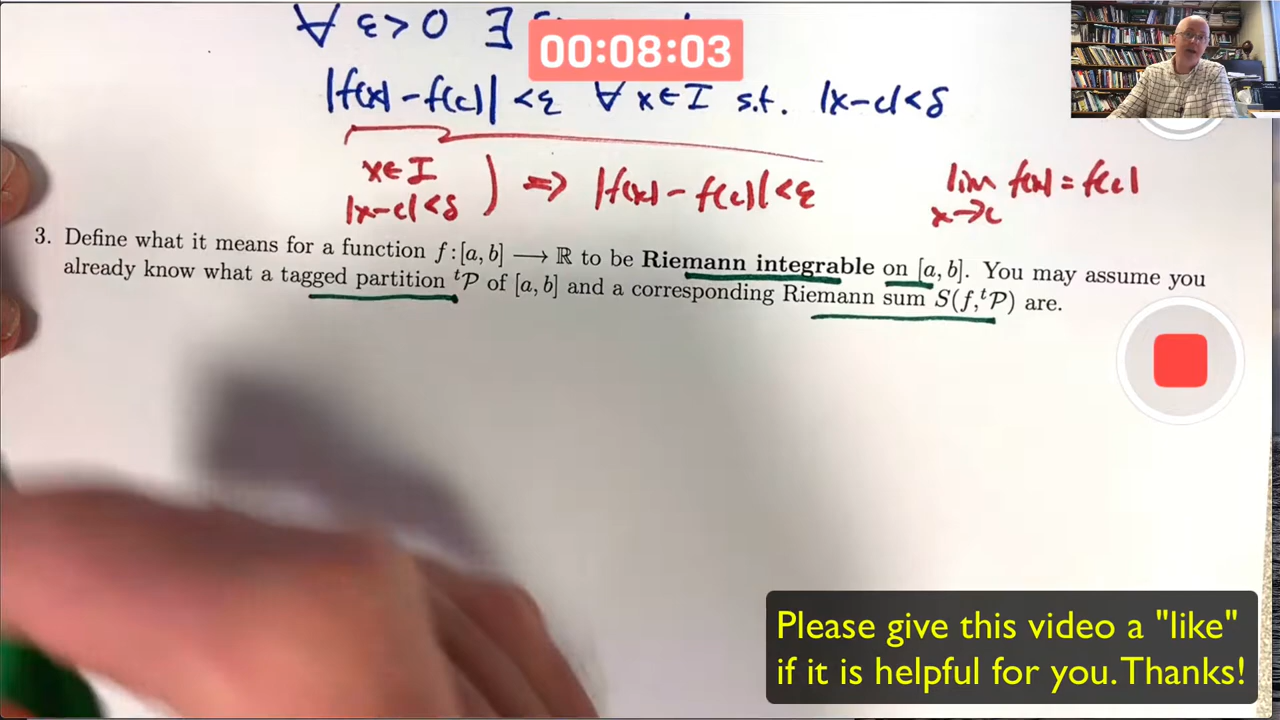 ∀ ε>0 ∃
00:08:03
|f(x) - f(c)| < ε ∀ x∈I s.t. |x-c|<δ
x∈I
|x-c|<δ ) ⇒ |f(x) - f(c)| < ε
lim f(x) = f(c)
x→c
3. Define what it means for a function f:[a, b] ⟶ ℝ to be Riemann integrable on [a, b]. You may assume you
already know what a tagged partition ᵗ𝒫 of [a, b] and a corresponding Riemann sum S(f,ᵗ𝒫) are.
Please give this video a "like"
if it is helpful for you. Thanks!